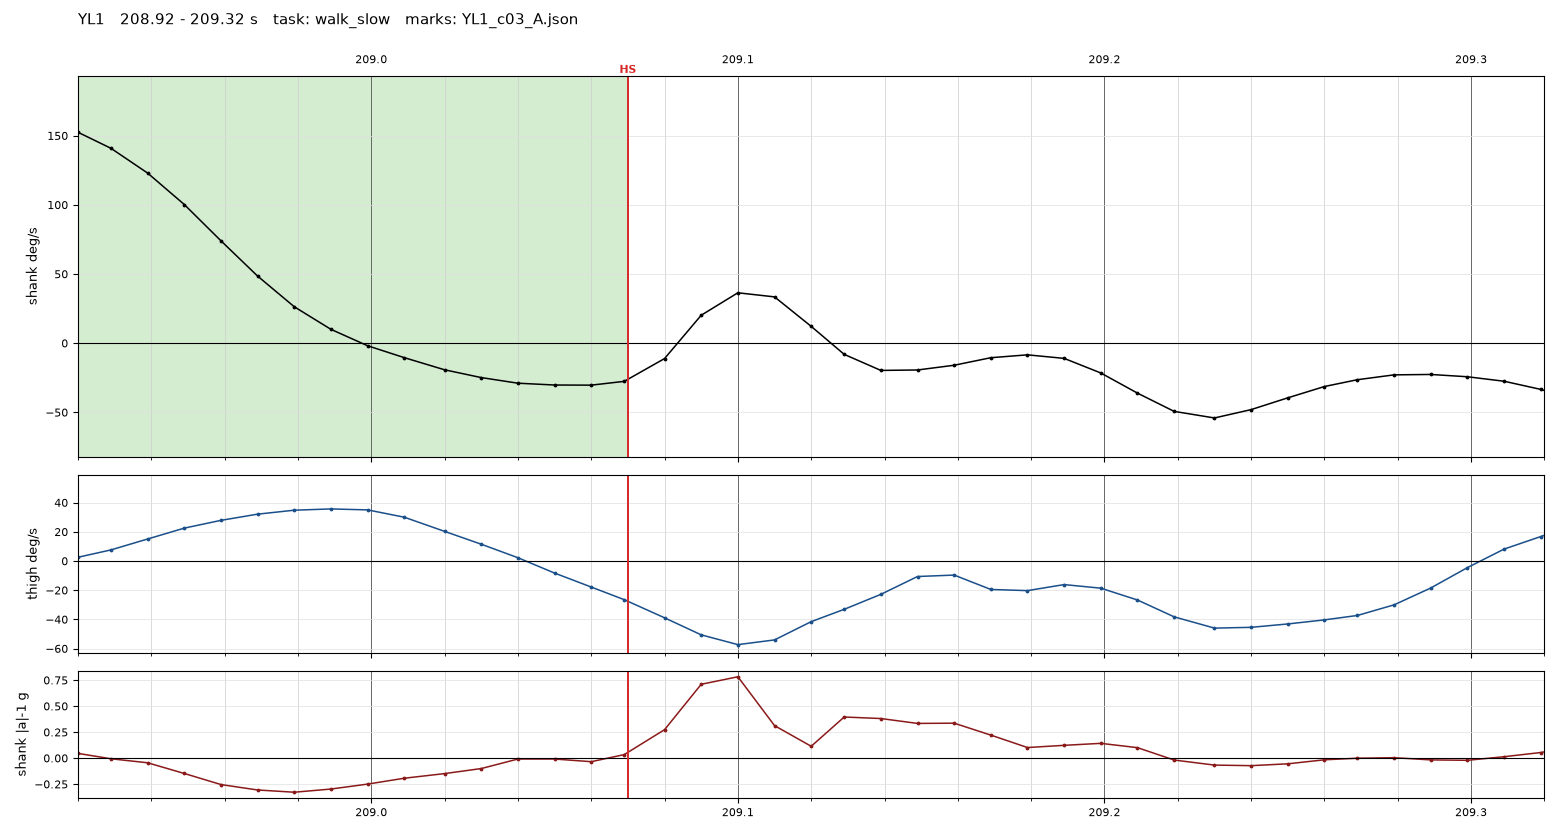 YL1   208.92 - 209.32 s   task: walk_slow   marks: YL1_c03_A.json
209.0 209.1 209.2 209.3
HS
shank deg/s
150
100
50
0
−50
thigh deg/s
40
20
0
−20
−40
−60
shank |a|-1 g
0.75
0.50
0.25
0.00
−0.25
209.0 209.1 209.2 209.3